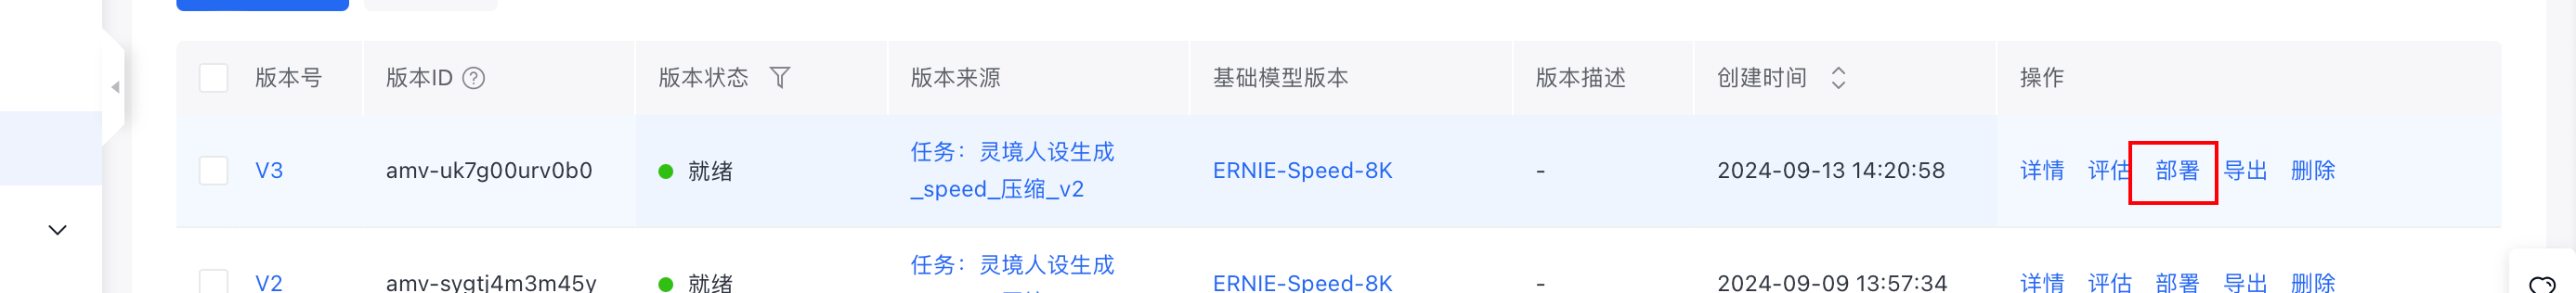 版本号 版本ID 版本状态 版本来源 基础模型版本 版本描述 创建时间 操作
V3 amv-uk7g00urv0b0 就绪 任务：灵境人设生成 ERNIE-Speed-8K - 2024-09-13 14:20:58 详情 评估 部署 导出 删除
_speed_压缩_v2
V2 amv-sygtj4m3m45y 就绪 任务：灵境人设生成 ERNIE-Speed-8K - 2024-09-09 13:57:34 详情 评估 部署 导出 删除